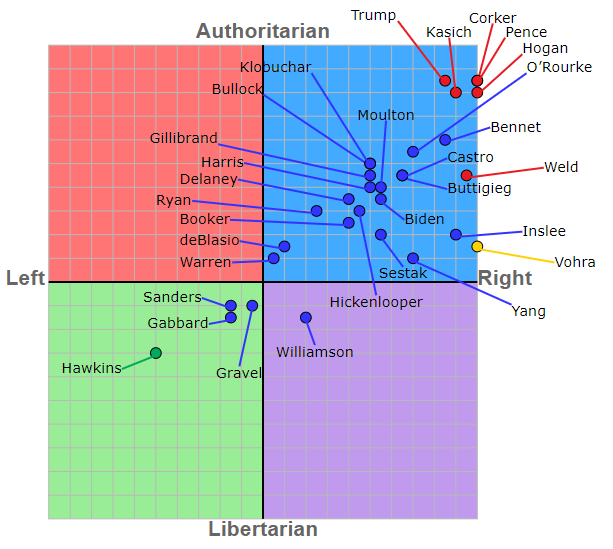 Trump
Corker
Authoritarian
Kasich
Pence
Hogan
Klobuchar
O'Rourke
Bullock
Moulton
Bennet
Gillibrand
Harris
Castro
Weld
Delaney
Buttigieg
Ryan
Booker
Biden
Inslee
deBlasio
Warren
Vohra
Sestak
Left
Right
Sanders
Hickenlooper
Yang
Gabbard
Williamson
Hawkins
Gravel
Libertarian